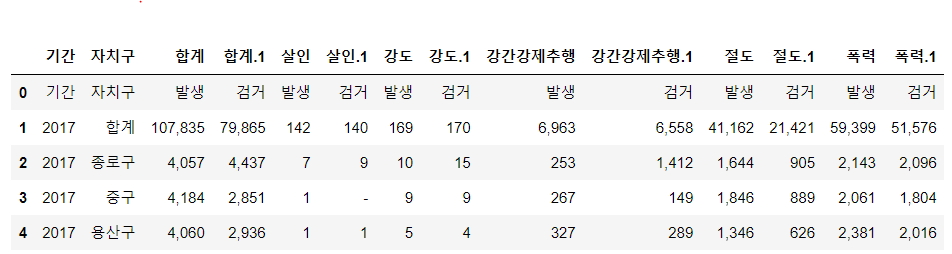 기간 자치구 합계 합계.1 살인 살인.1 강도 강도.1 강간강제추행 강간강제추행.1 절도 절도.1 폭력 폭력.1
0 기간 자치구 발생 검거 발생 검거 발생 검거 발생 검거 발생 검거 발생 검거
1 2017 합계 107,835 79,865 142 140 169 170 6,963 6,558 41,162 21,421 59,399 51,576
2 2017 종로구 4,057 4,437 7 9 10 15 253 1,412 1,644 905 2,143 2,096
3 2017 중구 4,184 2,851 1 - 9 9 267 149 1,846 889 2,061 1,804
4 2017 용산구 4,060 2,936 1 1 5 4 327 289 1,346 626 2,381 2,016